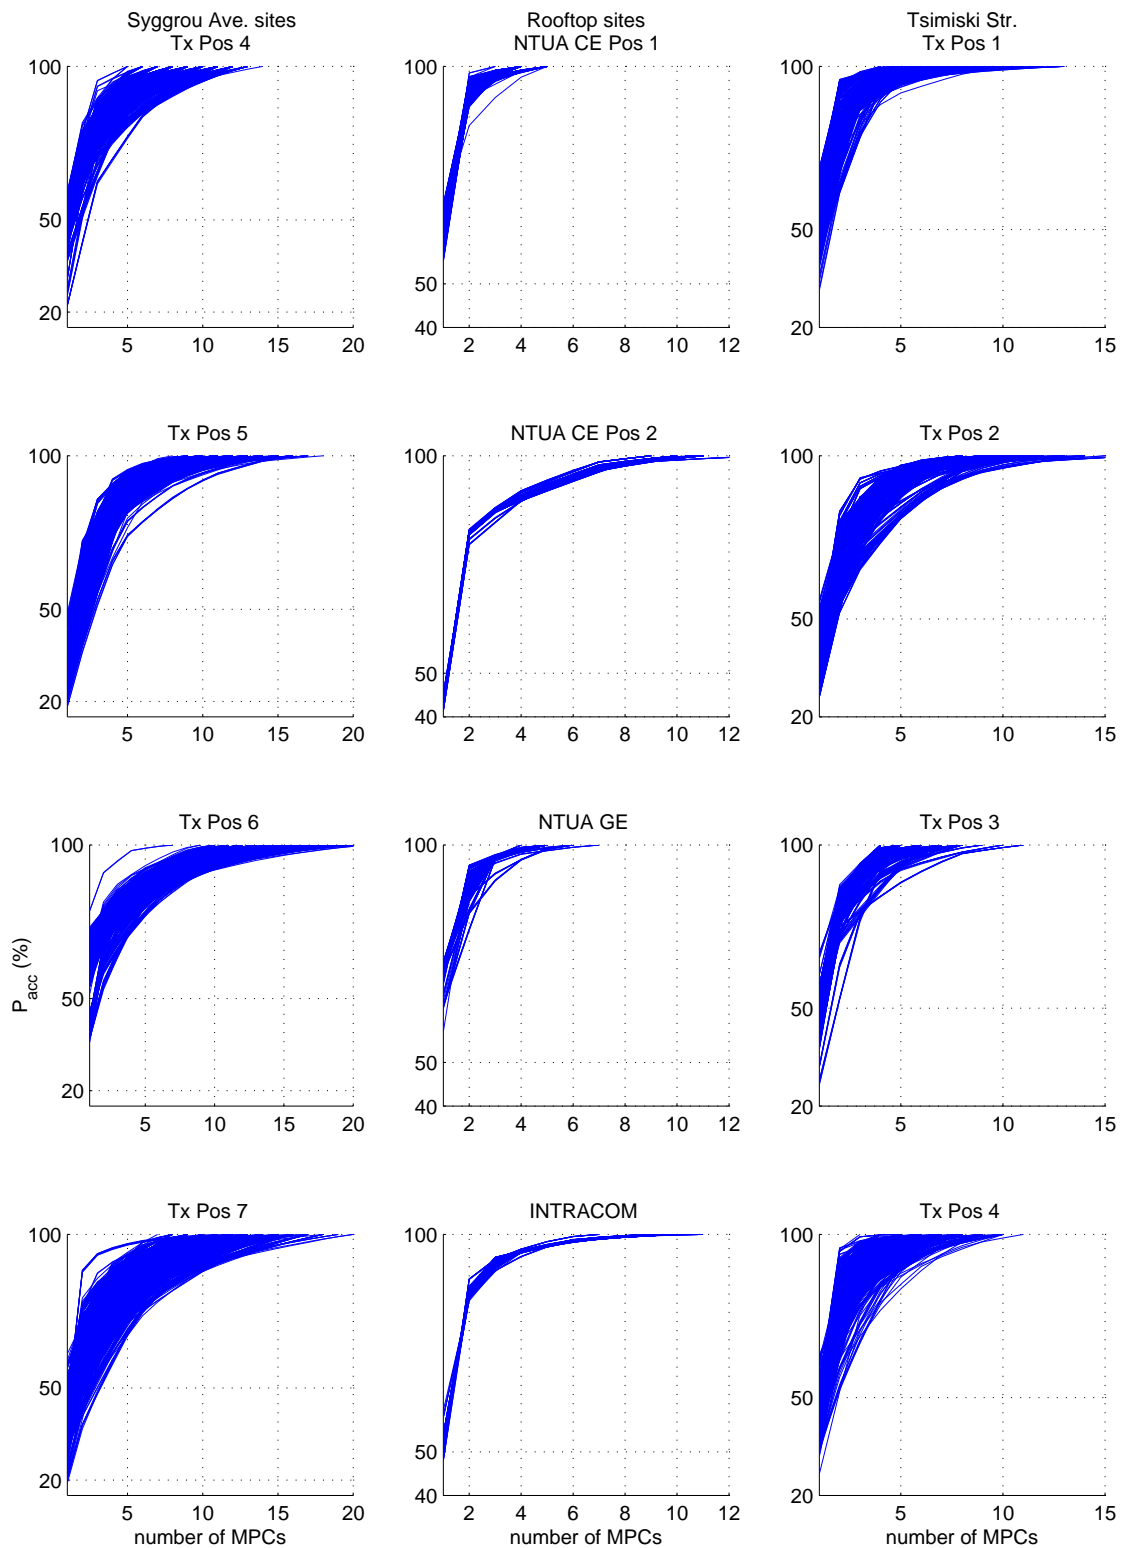 Syggrou Ave. sites
Tx Pos 4
Rooftop sites
NTUA CE Pos 1
Tsimiski Str.
Tx Pos 1
100
50
20
5 10 15 20
100
50
40
2 4 6 8 10 12
100
50
20
5 10 15
Tx Pos 5
NTUA CE Pos 2
Tx Pos 2
100
50
20
5 10 15 20
100
50
40
2 4 6 8 10 12
100
50
20
5 10 15
Tx Pos 6
NTUA GE
Tx Pos 3
P_acc (%)
100
50
20
5 10 15 20
100
50
40
2 4 6 8 10 12
100
50
20
5 10 15
Tx Pos 7
INTRACOM
Tx Pos 4
100
50
20
5 10 15 20
100
50
40
2 4 6 8 10 12
100
50
20
5 10 15
number of MPCs
number of MPCs
number of MPCs